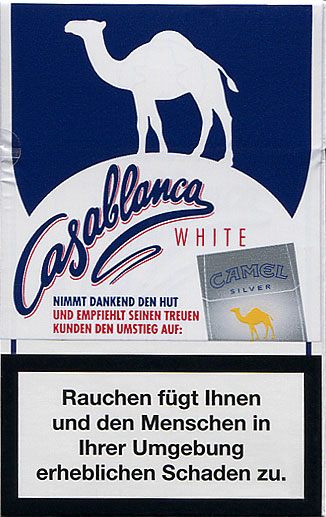 Casablanca
WHITE
NIMMT DANKEND DEN HUT
UND EMPFIEHLT SEINEN TREUEN
KUNDEN DEN UMSTIEG AUF:
CAMEL
SILVER
Rauchen fügt Ihnen
und den Menschen in
Ihrer Umgebung
erheblichen Schaden zu.